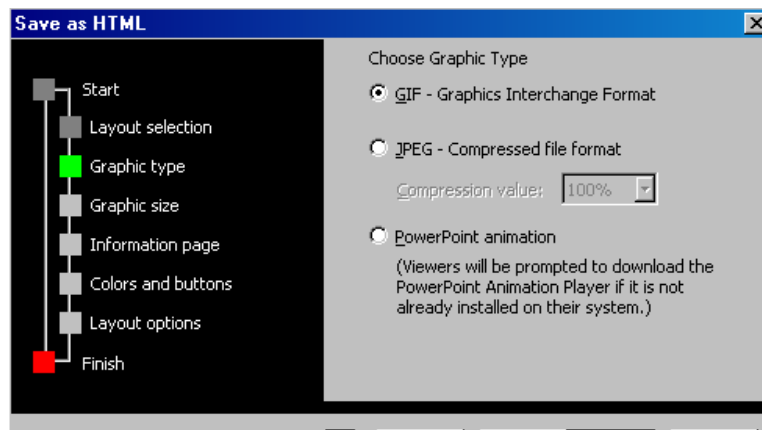 Save as HTML
Start
Layout selection
Graphic type
Graphic size
Information page
Colors and buttons
Layout options
Finish
Choose Graphic Type
GIF - Graphics Interchange Format
JPEG - Compressed file format
Compression value: 100%
PowerPoint animation
(Viewers will be prompted to download the
PowerPoint Animation Player if it is not
already installed on their system.)